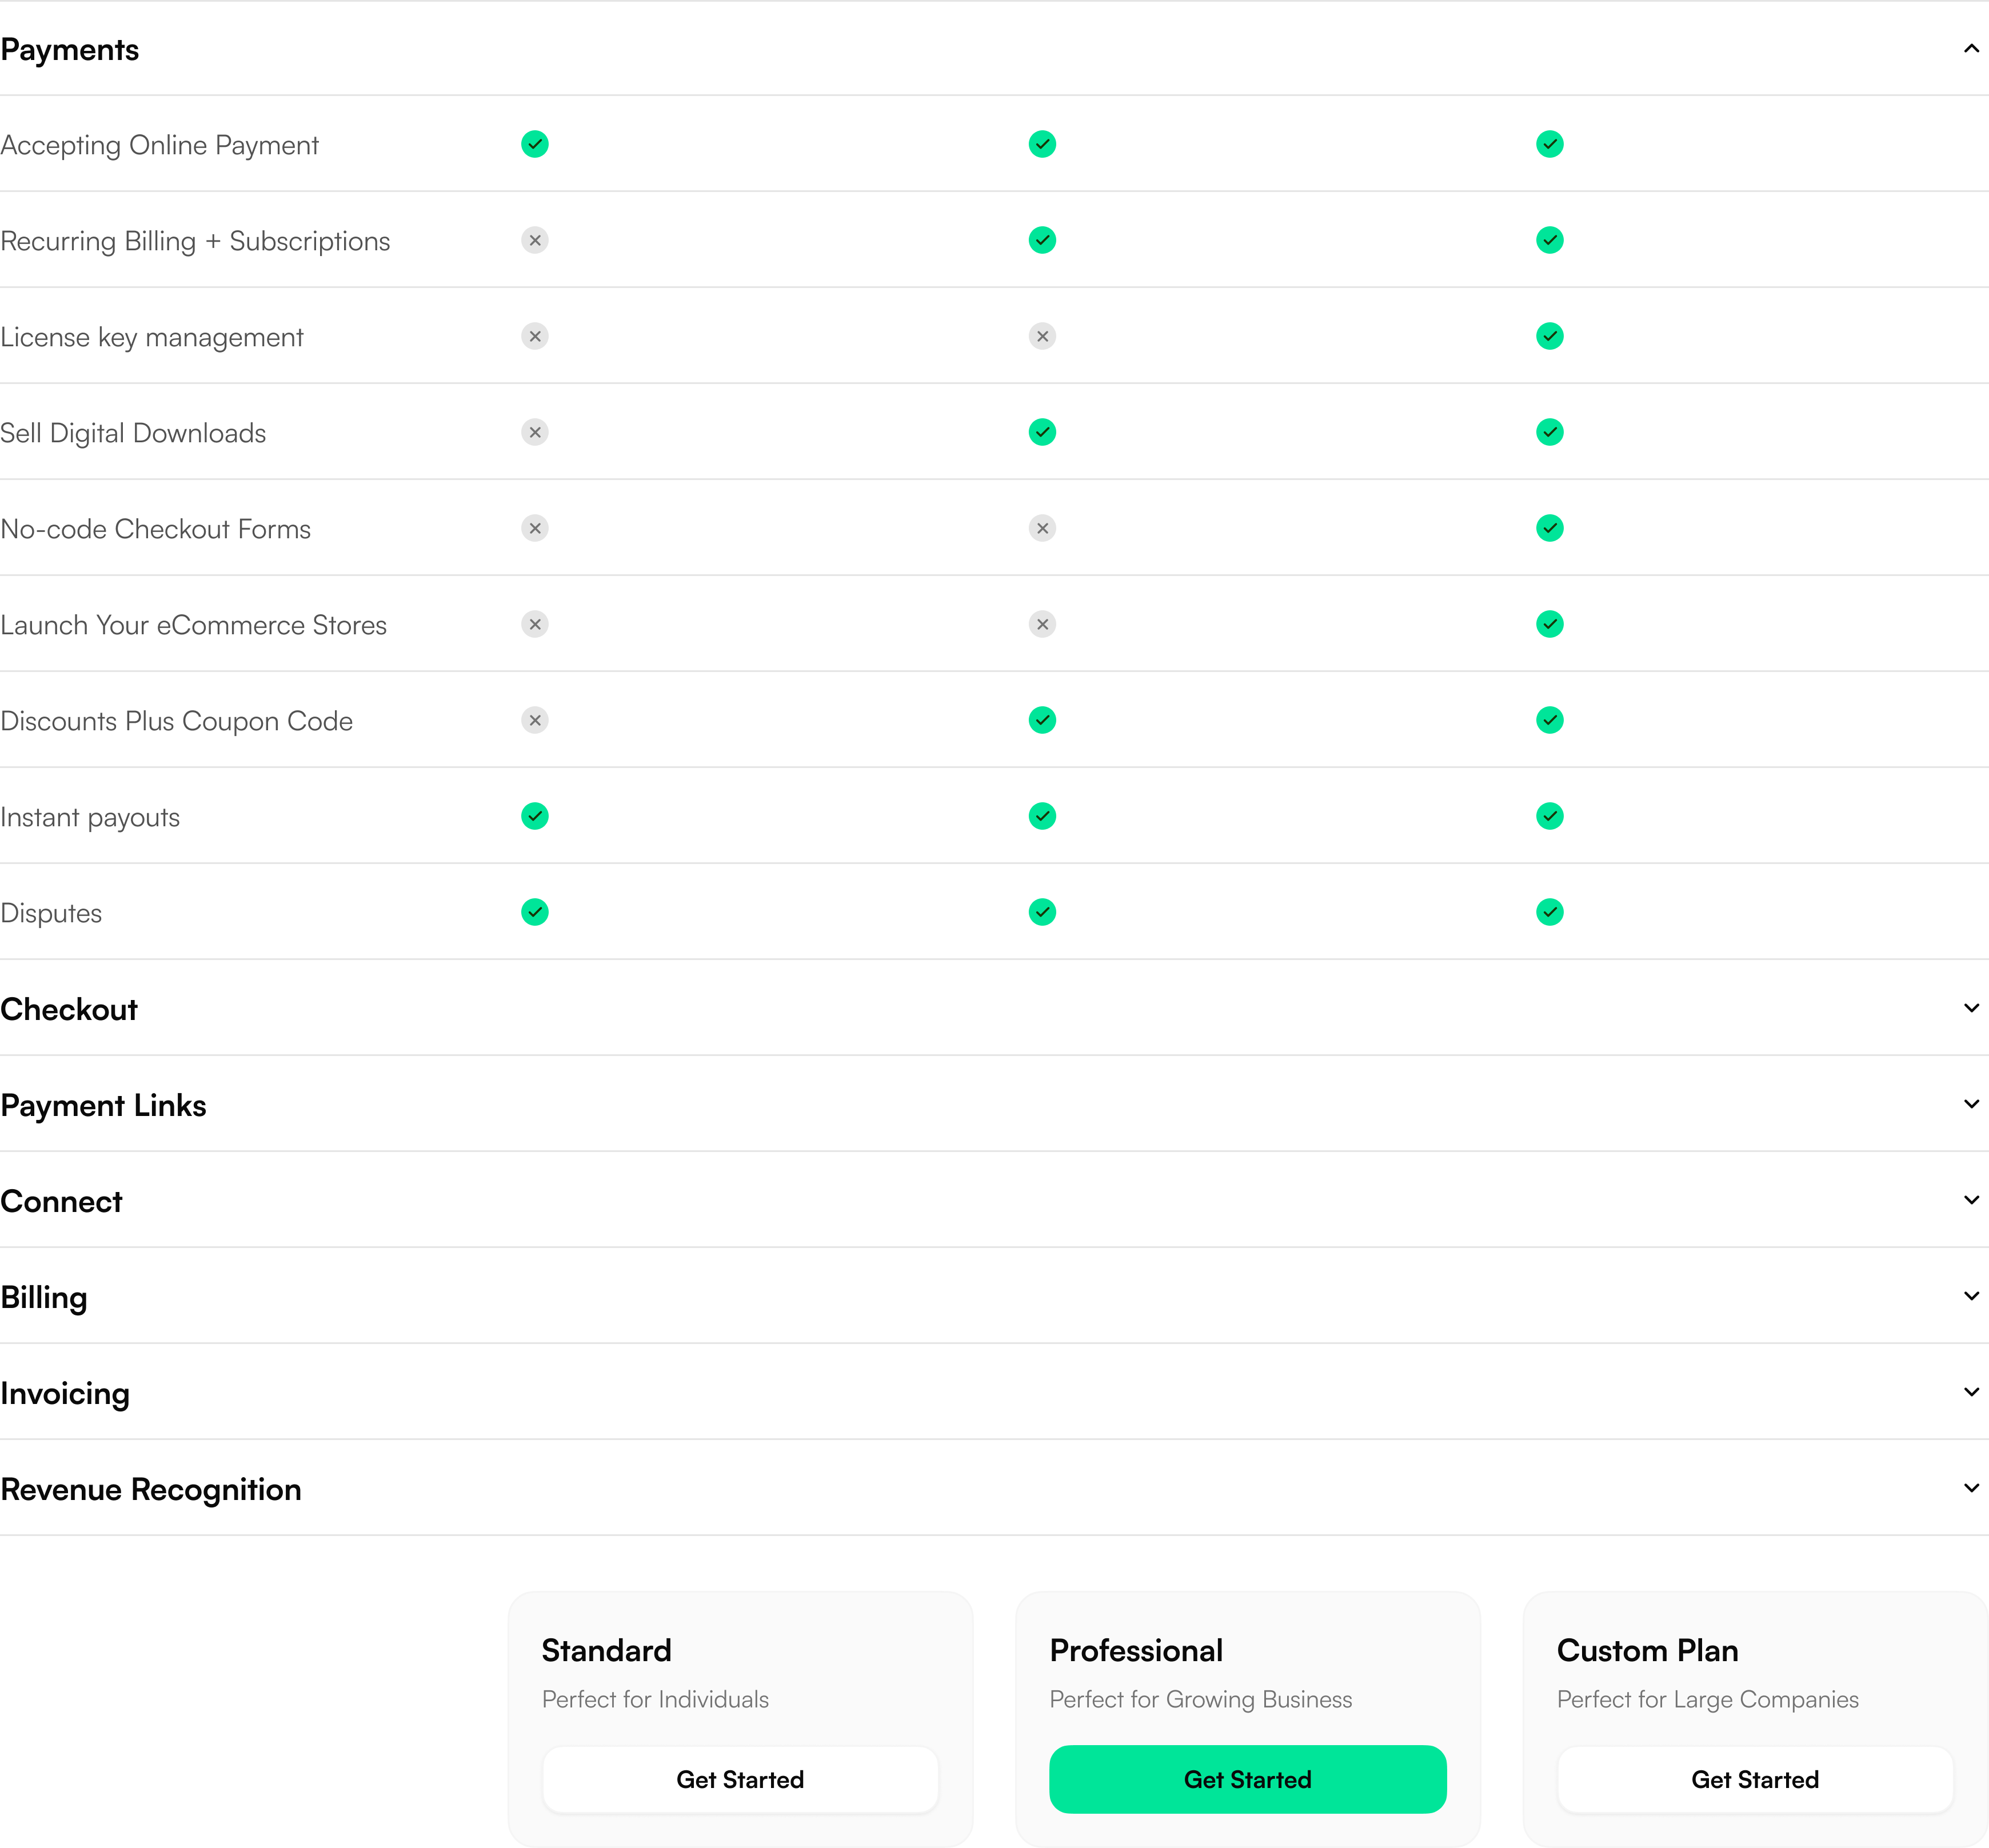 Payments
Accepting Online Payment
Recurring Billing + Subscriptions
License key management
Sell Digital Downloads
No-code Checkout Forms
Launch Your eCommerce Stores
Discounts Plus Coupon Code
Instant payouts
Disputes
Checkout
Payment Links
Connect
Billing
Invoicing
Revenue Recognition
Standard
Perfect for Individuals
Get Started
Professional
Perfect for Growing Business
Get Started
Custom Plan
Perfect for Large Companies
Get Started